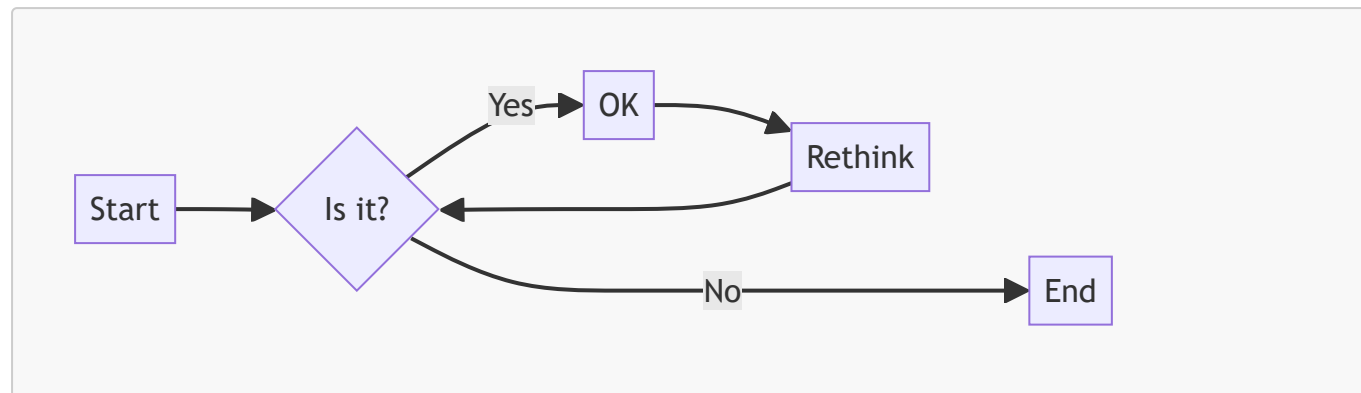 Start
Is it?
Yes
OK
Rethink
No
End